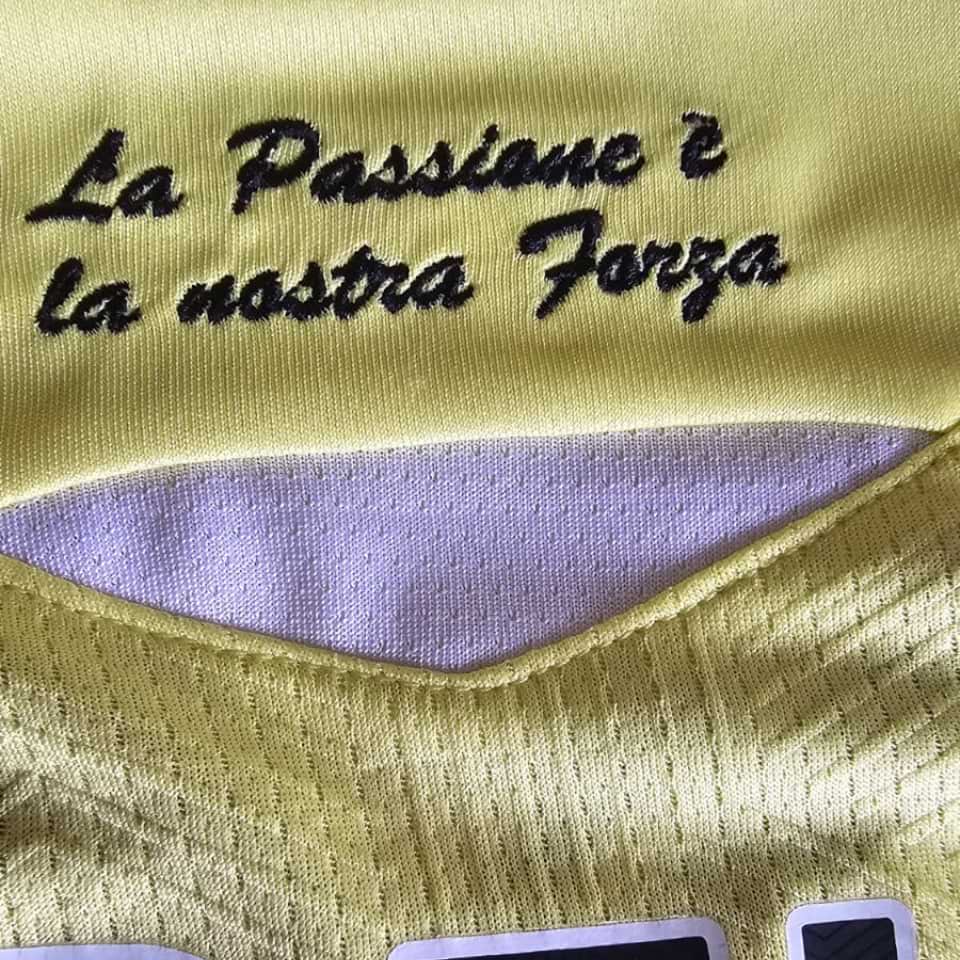 La Passione è
la nostra Forza